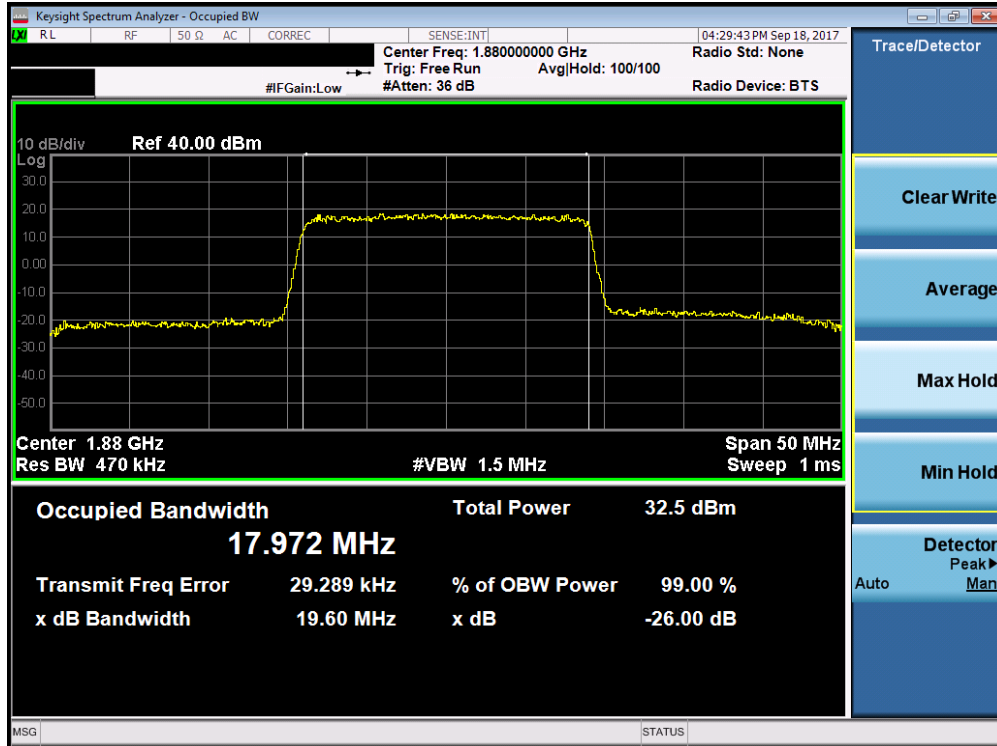 Keysight Spectrum Analyzer - Occupied BW
LXI RL RF 50 Ω AC CORREC SENSE:INT 04:29:43 PM Sep 18, 2017
Center Freq: 1.880000000 GHz Radio Std: None
Trig: Free Run Avg|Hold: 100/100
#IFGain:Low #Atten: 36 dB Radio Device: BTS
Trace/Detector
10 dB/div Ref 40.00 dBm
Log
30.0
20.0
10.0
0.00
-10.0
-20.0
-30.0
-40.0
-50.0
Center 1.88 GHz Span 50 MHz
Res BW 470 kHz #VBW 1.5 MHz Sweep 1 ms
Occupied Bandwidth Total Power 32.5 dBm
17.972 MHz
Transmit Freq Error 29.289 kHz % of OBW Power 99.00 %
x dB Bandwidth 19.60 MHz x dB -26.00 dB
Clear Write
Average
Max Hold
Min Hold
Detector
Peak▶
Auto Man
MSG STATUS